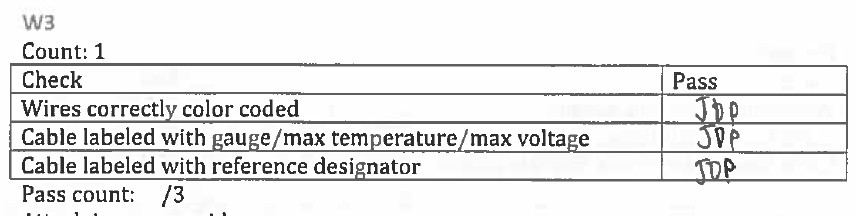 W3
Count: 1
Check Pass
Wires correctly color coded JDP
Cable labeled with gauge/max temperature/max voltage JDP
Cable labeled with reference designator JDP
Pass count: /3